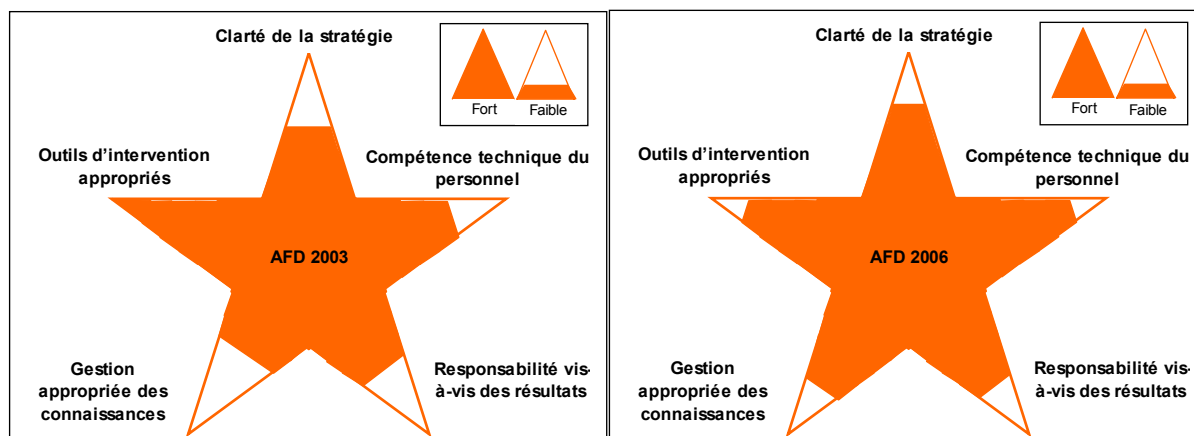 Clarté de la stratégie
Fort
Faible
Outils d’intervention
appropriés
Compétence technique du
personnel
AFD 2003
Gestion
appropriée des
connaissances
Responsabilité vis-
à-vis des résultats
Clarté de la stratégie
Fort
Faible
Outils d’intervention
appropriés
Compétence technique du
personnel
AFD 2006
Gestion
appropriée des
connaissances
Responsabilité vis-
à-vis des résultats